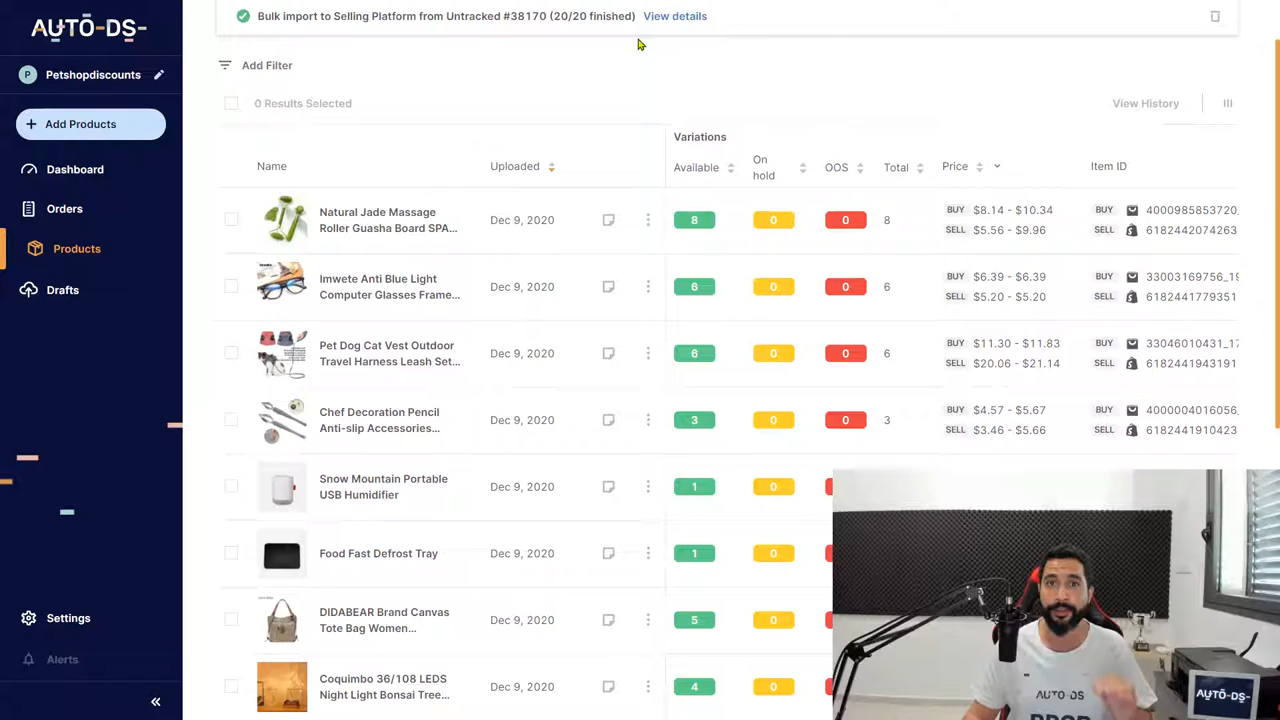 AUTO-DS-
Bulk import to Selling Platform from Untracked #38170 (20/20 finished) View details
P Petshopdiscounts
Add Filter
+ Add Products
0 Results Selected
View History
Dashboard
Orders
Products
Drafts
Settings
Alerts
«
Variations
Name
Uploaded
Available
On hold
OOS
Total
Price
Item ID
Natural Jade Massage
Roller Guasha Board SPA...
Dec 9, 2020
8
0
0
8
BUY $8.14 - $10.34
SELL $5.56 - $9.96
BUY 4000985853720_
SELL 6182442074263
Imwete Anti Blue Light
Computer Glasses Frame...
Dec 9, 2020
6
0
0
6
BUY $6.39 - $6.39
SELL $5.20 - $5.20
BUY 33003169756_19
SELL 6182441779351
Pet Dog Cat Vest Outdoor
Travel Harness Leash Set...
Dec 9, 2020
6
0
0
6
BUY $11.30 - $11.83
SELL $20.06 - $21.14
BUY 33046010431_17
SELL 6182441943191
Chef Decoration Pencil
Anti-slip Accessories...
Dec 9, 2020
3
0
0
3
BUY $4.57 - $5.67
SELL $3.46 - $5.66
BUY 4000004016056_
SELL 6182441910423
Snow Mountain Portable
USB Humidifier
Dec 9, 2020
1
0
Food Fast Defrost Tray
Dec 9, 2020
1
0
DIDABEAR Brand Canvas
Tote Bag Women...
Dec 9, 2020
5
0
Coquimbo 36/108 LEDS
Night Light Bonsai Tree...
Dec 9, 2020
4
0
AUTO-DS
AUTO-DS